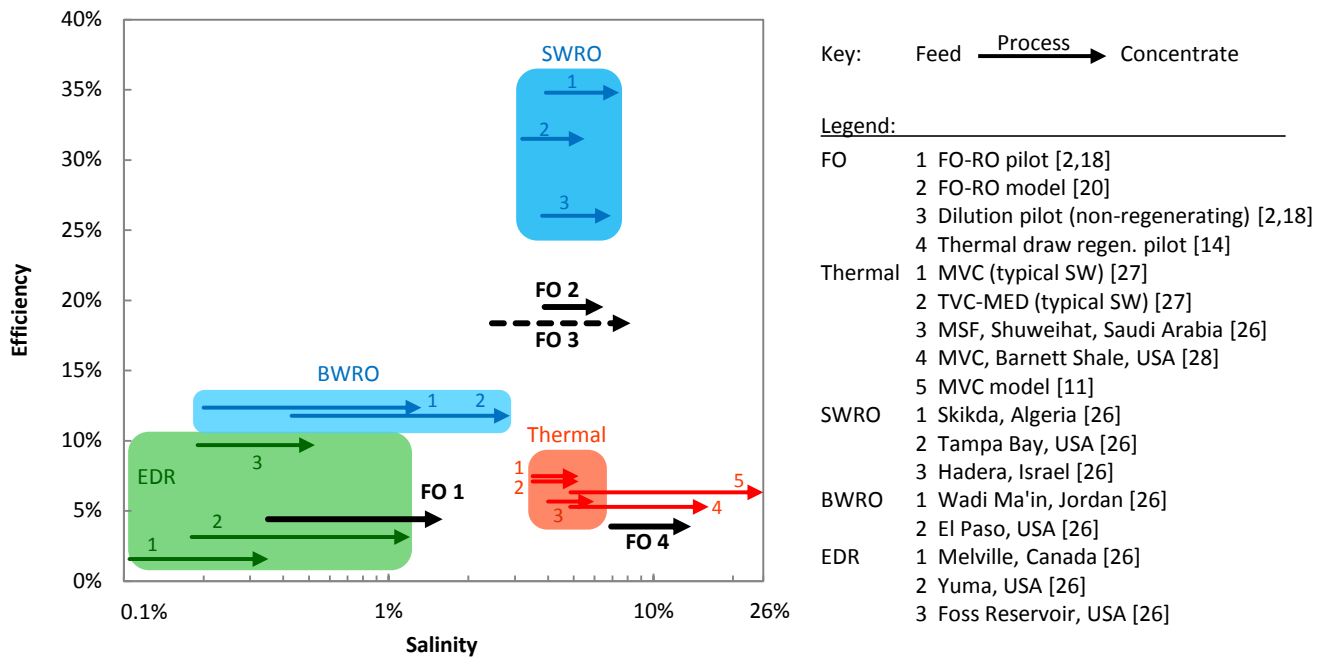 40%
35%
30%
25%
20%
15%
10%
5%
0%
Efficiency
0.1%
1%
10%
26%
Salinity
SWRO
1
2
3
FO 2
FO 3
BWRO
1
2
EDR
3
2
1
FO 1
Thermal
1
2
3
5
4
FO 4
Key: Feed Process Concentrate
Legend:
FO 1 FO-RO pilot [2,18]
2 FO-RO model [20]
3 Dilution pilot (non-regenerating) [2,18]
4 Thermal draw regen. pilot [14]
Thermal 1 MVC (typical SW) [27]
2 TVC-MED (typical SW) [27]
3 MSF, Shuweihat, Saudi Arabia [26]
4 MVC, Barnett Shale, USA [28]
5 MVC model [11]
SWRO 1 Skikda, Algeria [26]
2 Tampa Bay, USA [26]
3 Hadera, Israel [26]
BWRO 1 Wadi Ma'in, Jordan [26]
2 El Paso, USA [26]
EDR 1 Melville, Canada [26]
2 Yuma, USA [26]
3 Foss Reservoir, USA [26]